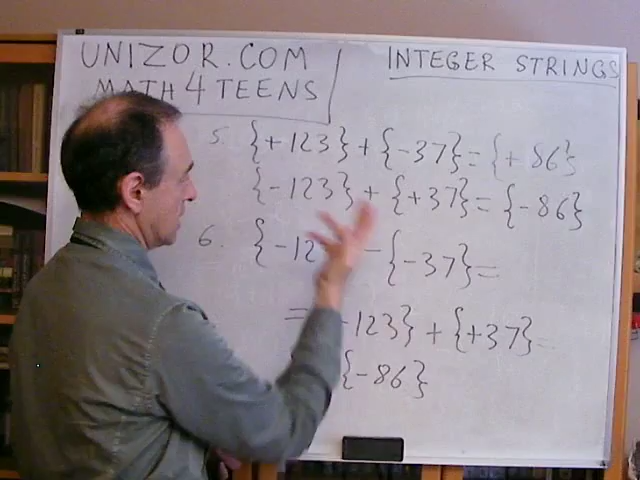 UNIZOR.COM
MATH 4 TEENS
INTEGER STRINGS
5. {+123}+{-37}={+86}
{-123}+{+37}={-86}
6. {-12 -{-37}=
= -123}+{+37}=
{-86}